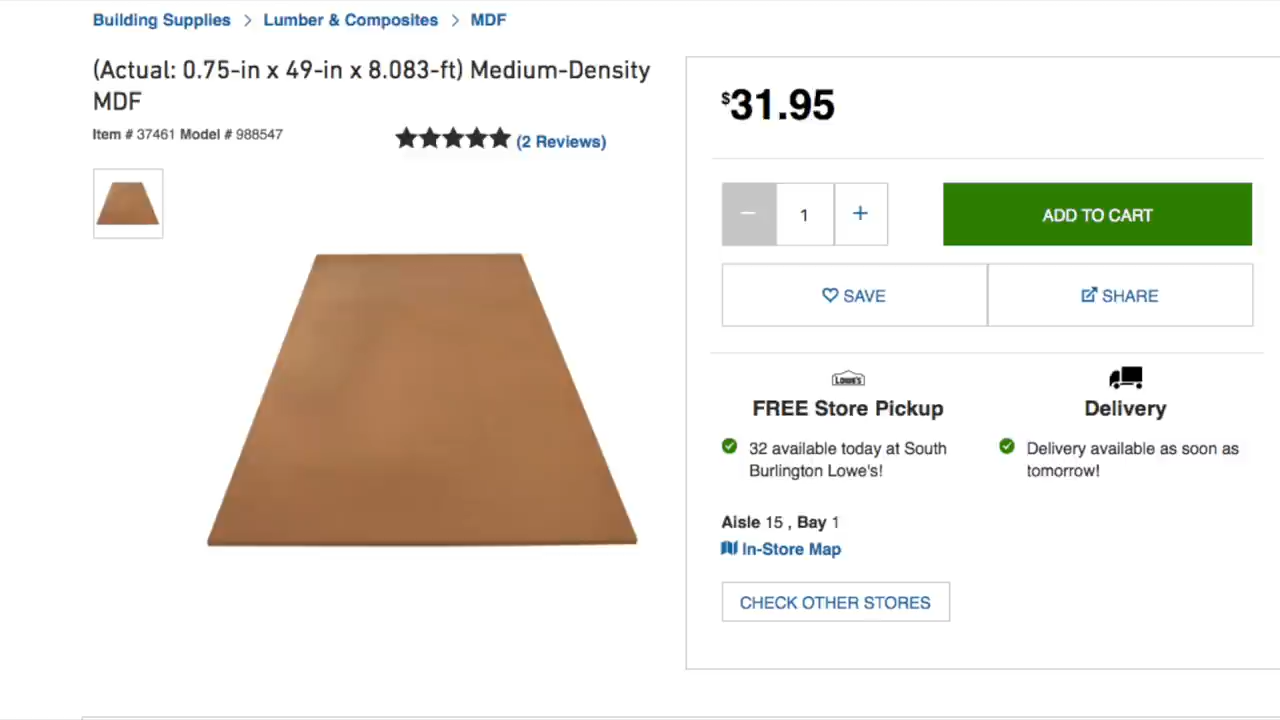 Building Supplies > Lumber & Composites > MDF
(Actual: 0.75-in x 49-in x 8.083-ft) Medium-Density
MDF
Item # 37461 Model # 988547
(2 Reviews)
$31.95
− 1 +
ADD TO CART
SAVE
SHARE
LOWE'S
FREE Store Pickup
32 available today at South
Burlington Lowe's!
Delivery
Delivery available as soon as
tomorrow!
Aisle 15 , Bay 1
In-Store Map
CHECK OTHER STORES